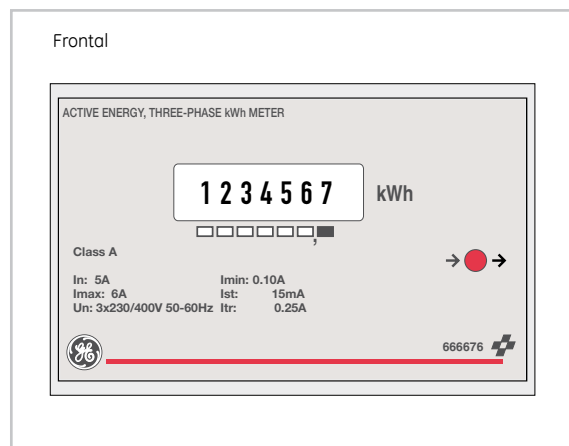 Frontal
ACTIVE ENERGY, THREE-PHASE kWh METER
1234567 kWh
Class A
In: 5A Imin: 0.10A
Imax: 6A Ist: 15mA
Un: 3x230/400V 50-60Hz Itr: 0.25A
GE 666676